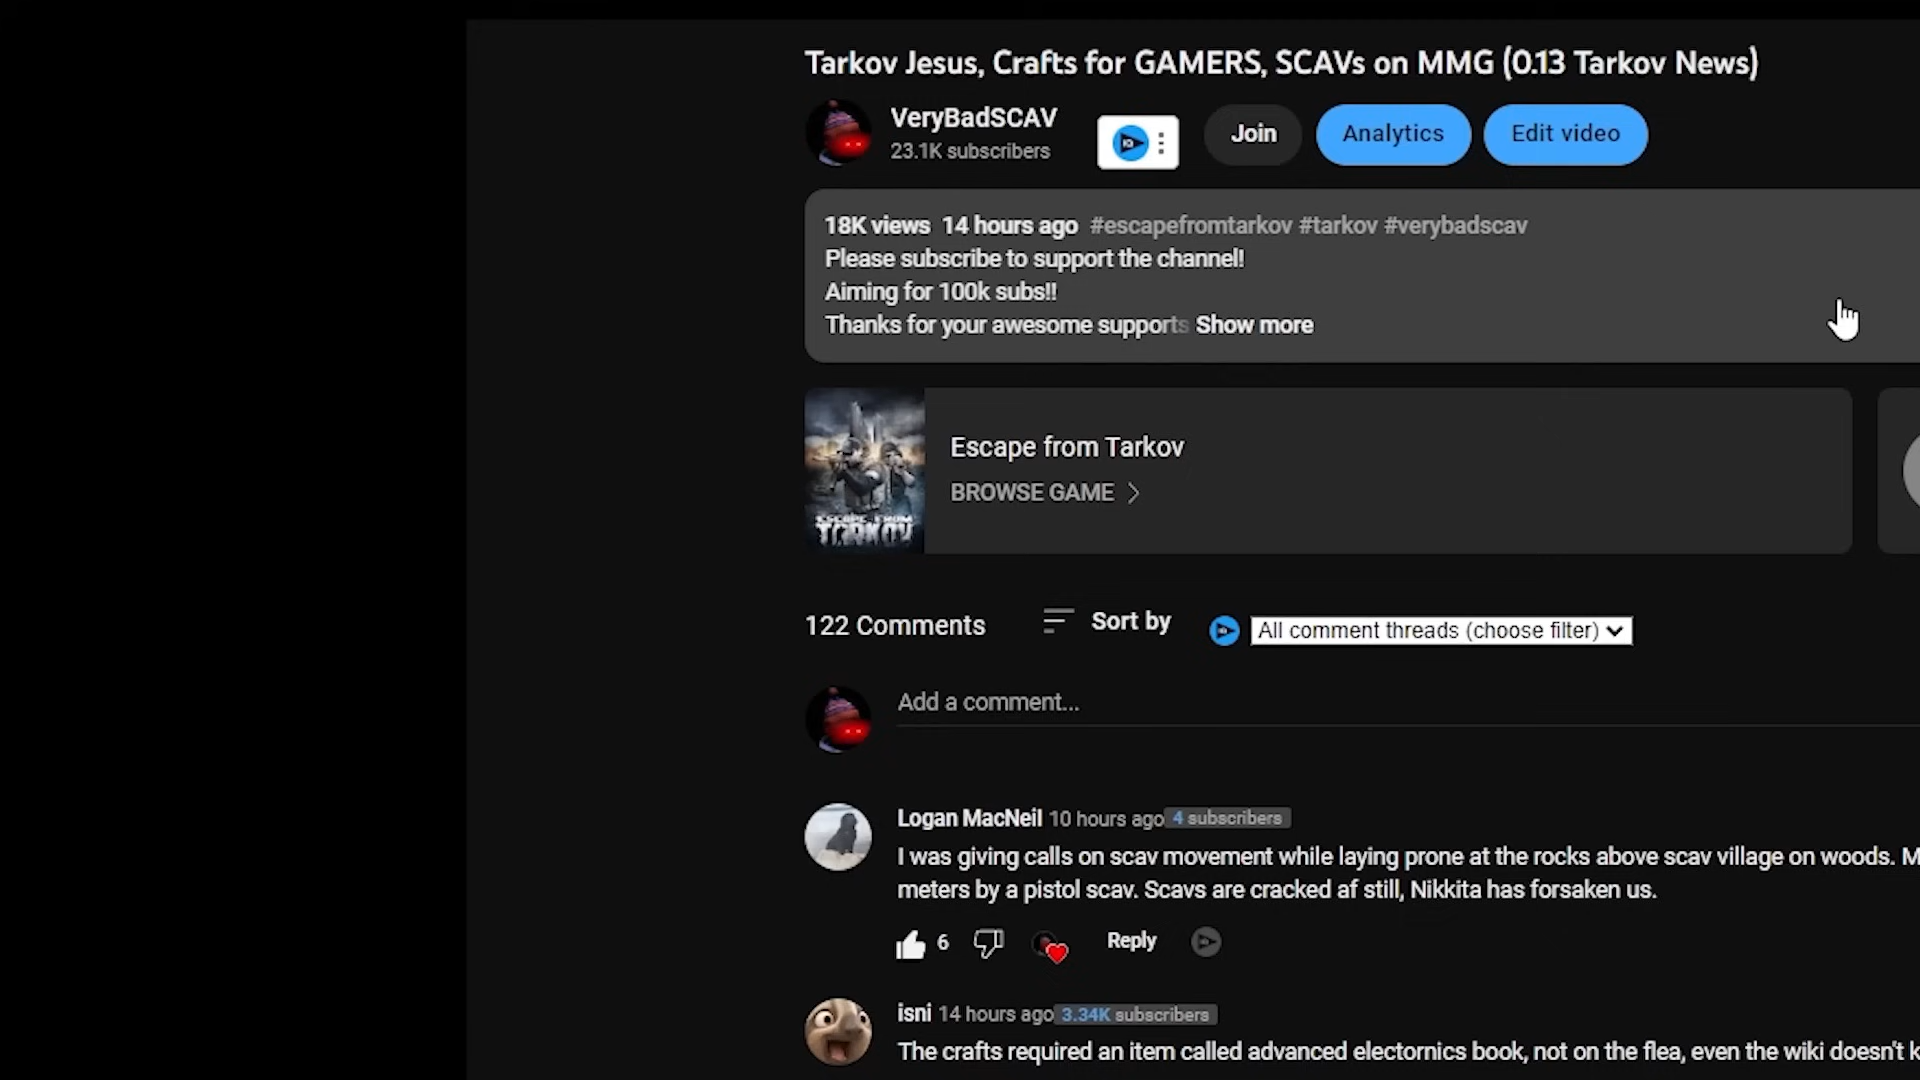 Tarkov Jesus, Crafts for GAMERS, SCAVs on MMG (0.13 Tarkov News)
VeryBadSCAV
23.1K subscribers
Join
Analytics
Edit video
18K views 14 hours ago #escapefromtarkov #tarkov #verybadscav
Please subscribe to support the channel!
Aiming for 100k subs!!
Thanks for your awesome supports Show more
ESCAPE FROM
TARKOV
Escape from Tarkov
BROWSE GAME
122 Comments
Sort by
All comment threads (choose filter)
Add a comment...
Logan MacNeil 10 hours ago 4 subscribers
I was giving calls on scav movement while laying prone at the rocks above scav village on woods. M
meters by a pistol scav. Scavs are cracked af still, Nikkita has forsaken us.
6
Reply
isni 14 hours ago 3.34K subscribers
The crafts required an item called advanced electornics book, not on the flea, even the wiki doesn't k